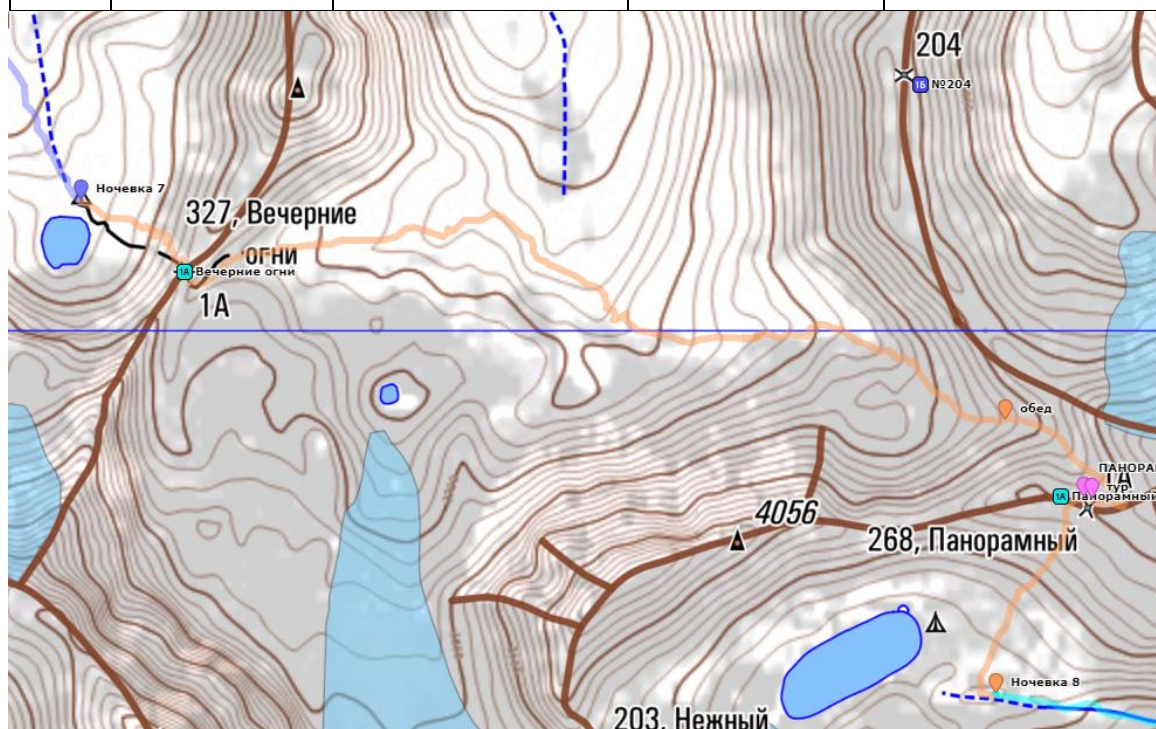 204
1Б №204
Ночевка 7
327, Вечерние
огни
1А Вечерние огни
1А
обед
ПАНОРА
1А
тур
1А Панорамный
4056
268, Панорамный
Ночевка 8
203, Нежный